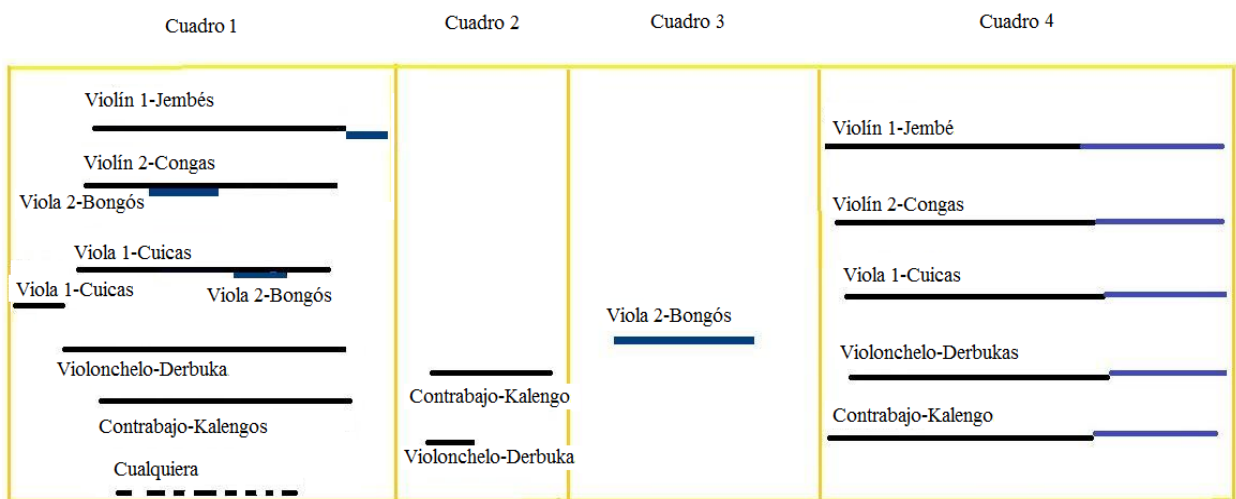 Cuadro 1
Cuadro 2
Cuadro 3
Cuadro 4
Violín 1-Jembés
Violín 2-Congas
Viola 2-Bongós
Viola 1-Cuicas
Viola 1-Cuicas
Viola 2-Bongós
Violonchelo-Derbuka
Contrabajo-Kalengos
Cualquiera
Contrabajo-Kalengo
Violonchelo-Derbuka
Viola 2-Bongós
Violín 1-Jembé
Violín 2-Congas
Viola 1-Cuicas
Violonchelo-Derbukas
Contrabajo-Kalengo